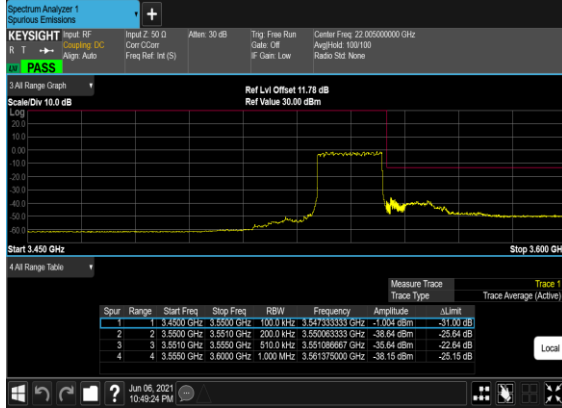 Spectrum Analyzer 1
Spurious Emissions
KEYSIGHT Input: RF Input Z: 50 Ω Atten: 30 dB Trig: Free Run Center Freq: 22.005000000 GHz
R T Coupling: DC Corr CCorr Gate: Off Avg|Hold: 100/100
Align: Auto Freq Ref: Int (S) IF Gain: Low Radio Std: None
PASS
3 All Range Graph
Ref Lvl Offset 11.78 dB
Scale/Div 10.0 dB Ref Value 30.00 dBm
Log
20.0
10.0
0.00
-10.0
-20.0
-30.0
-40.0
-50.0
-60.0
Start 3.450 GHz Stop 3.600 GH
4 All Range Table
Measure Trace Trace 1
Trace Type Trace Average (Active)
Spur Range Start Freq Stop Freq RBW Frequency Amplitude ΔLimit
1 1 3.4500 GHz 3.5500 GHz 100.0 kHz 3.547333333 GHz -1.004 dBm -31.00 dB
2 2 3.5500 GHz 3.5510 GHz 200.0 kHz 3.550063333 GHz -38.64 dBm -25.64 dB
3 3 3.5510 GHz 3.5550 GHz 510.0 kHz 3.551086667 GHz -35.64 dBm -22.64 dB
4 4 3.5550 GHz 3.6000 GHz 1.000 MHz 3.561375000 GHz -38.15 dBm -25.15 dB
Local
Jun 06, 2021
10:49:24 PM